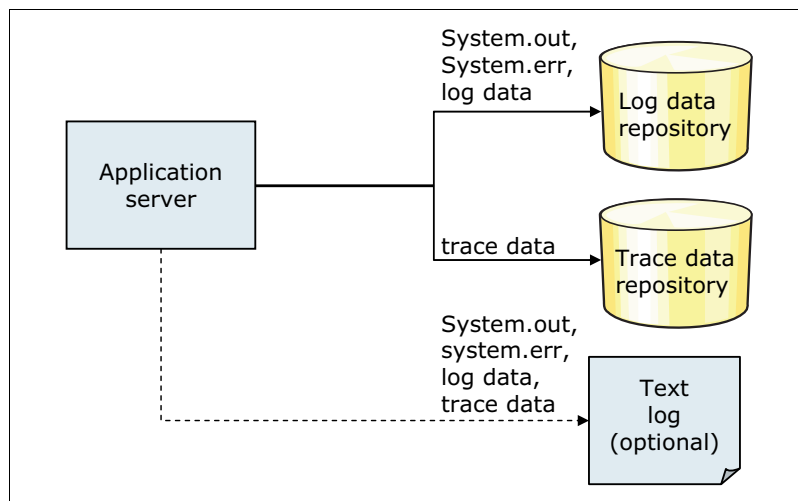 System.out,
System.err,
log data
Log data
repository
Application
server
trace data
Trace data
repository
System.out,
system.err,
log data,
trace data
Text
log
(optional)